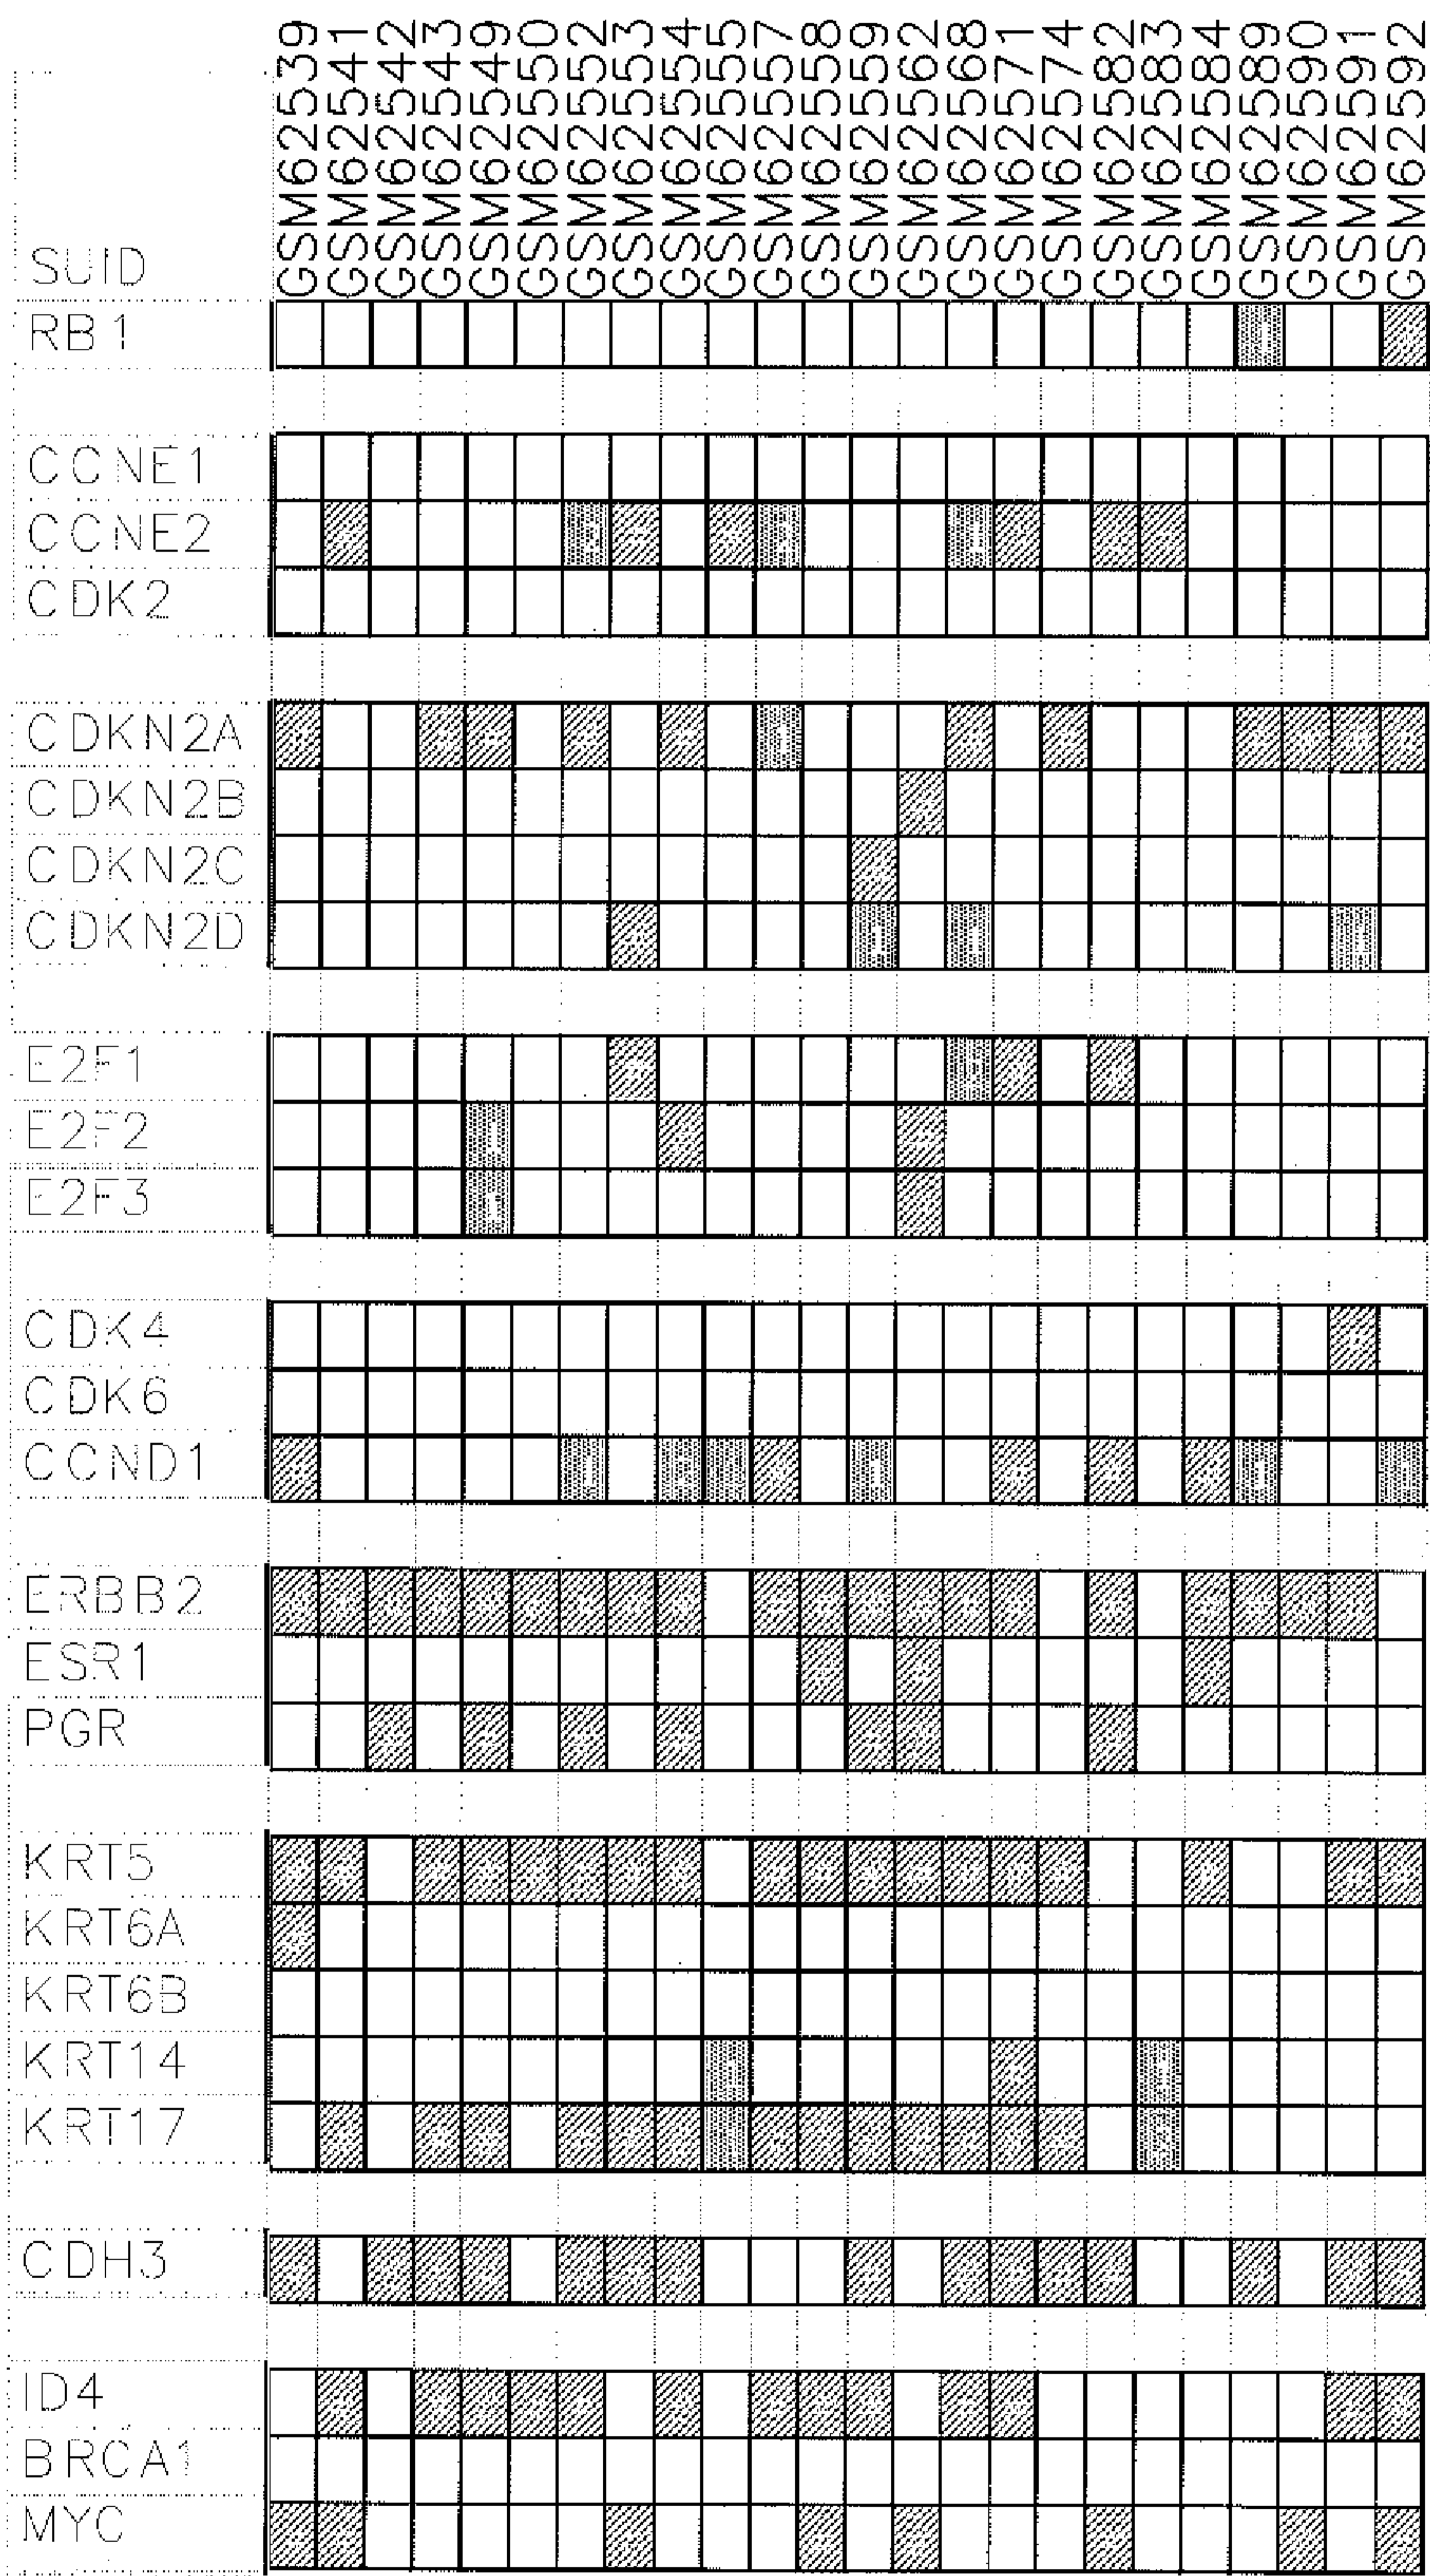 SUID GSM62539 GSM62541 GSM62542 GSM62543 GSM62549 GSM62550 GSM62552 GSM62553 GSM62554 GSM62555 GSM62557 GSM62558 GSM62559 GSM62562 GSM62568 GSM62571 GSM62574 GSM62582 GSM62583 GSM62584 GSM62589 GSM62590 GSM62591 GSM62592
RB1
CCNE1
CCNE2
CDK2
CDKN2A
CDKN2B
CDKN2C
CDKN2D
E2F1
E2F2
E2F3
CDK4
CDK6
CCND1
ERBB2
ESR1
PGR
KRT5
KRT6A
KRT6B
KRT14
KRT17
CDH3
ID4
BRCA1
MYC